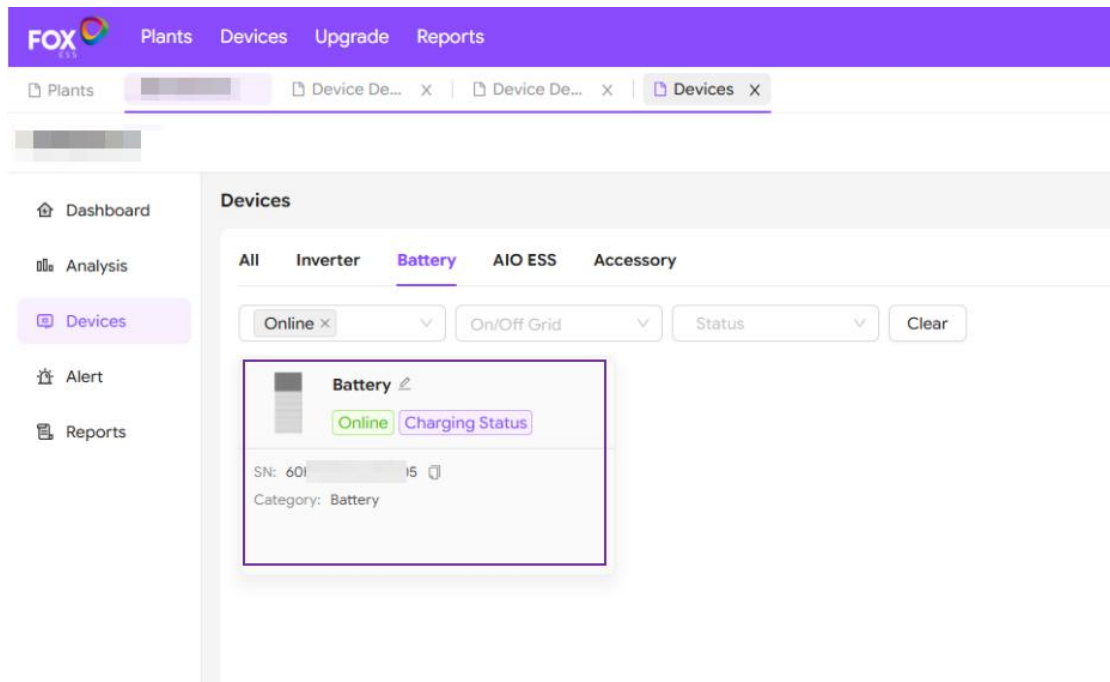 FOX ESS Plants Devices Upgrade Reports
Plants Device De... X Device De... X Devices X
Dashboard
Analysis
Devices
Alert
Reports
Devices
All Inverter Battery AIO ESS Accessory
Online × On/Off Grid Status Clear
Battery
Online Charging Status
SN: 60
Category: Battery